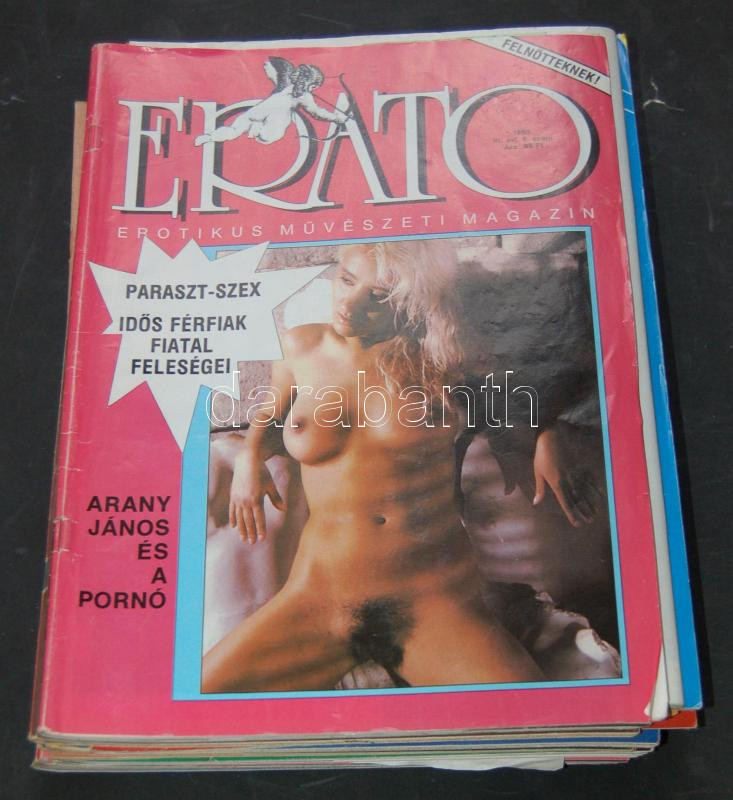 FELNŐTTEKNEK!
ERATO
EROTIKUS MŰVÉSZETI MAGAZIN
PARASZT-SZEX
IDŐS FÉRFIAK
FIATAL
FELESÉGEI
darabanth
ARANY
JÁNOS
ÉS
A
PORNÓ